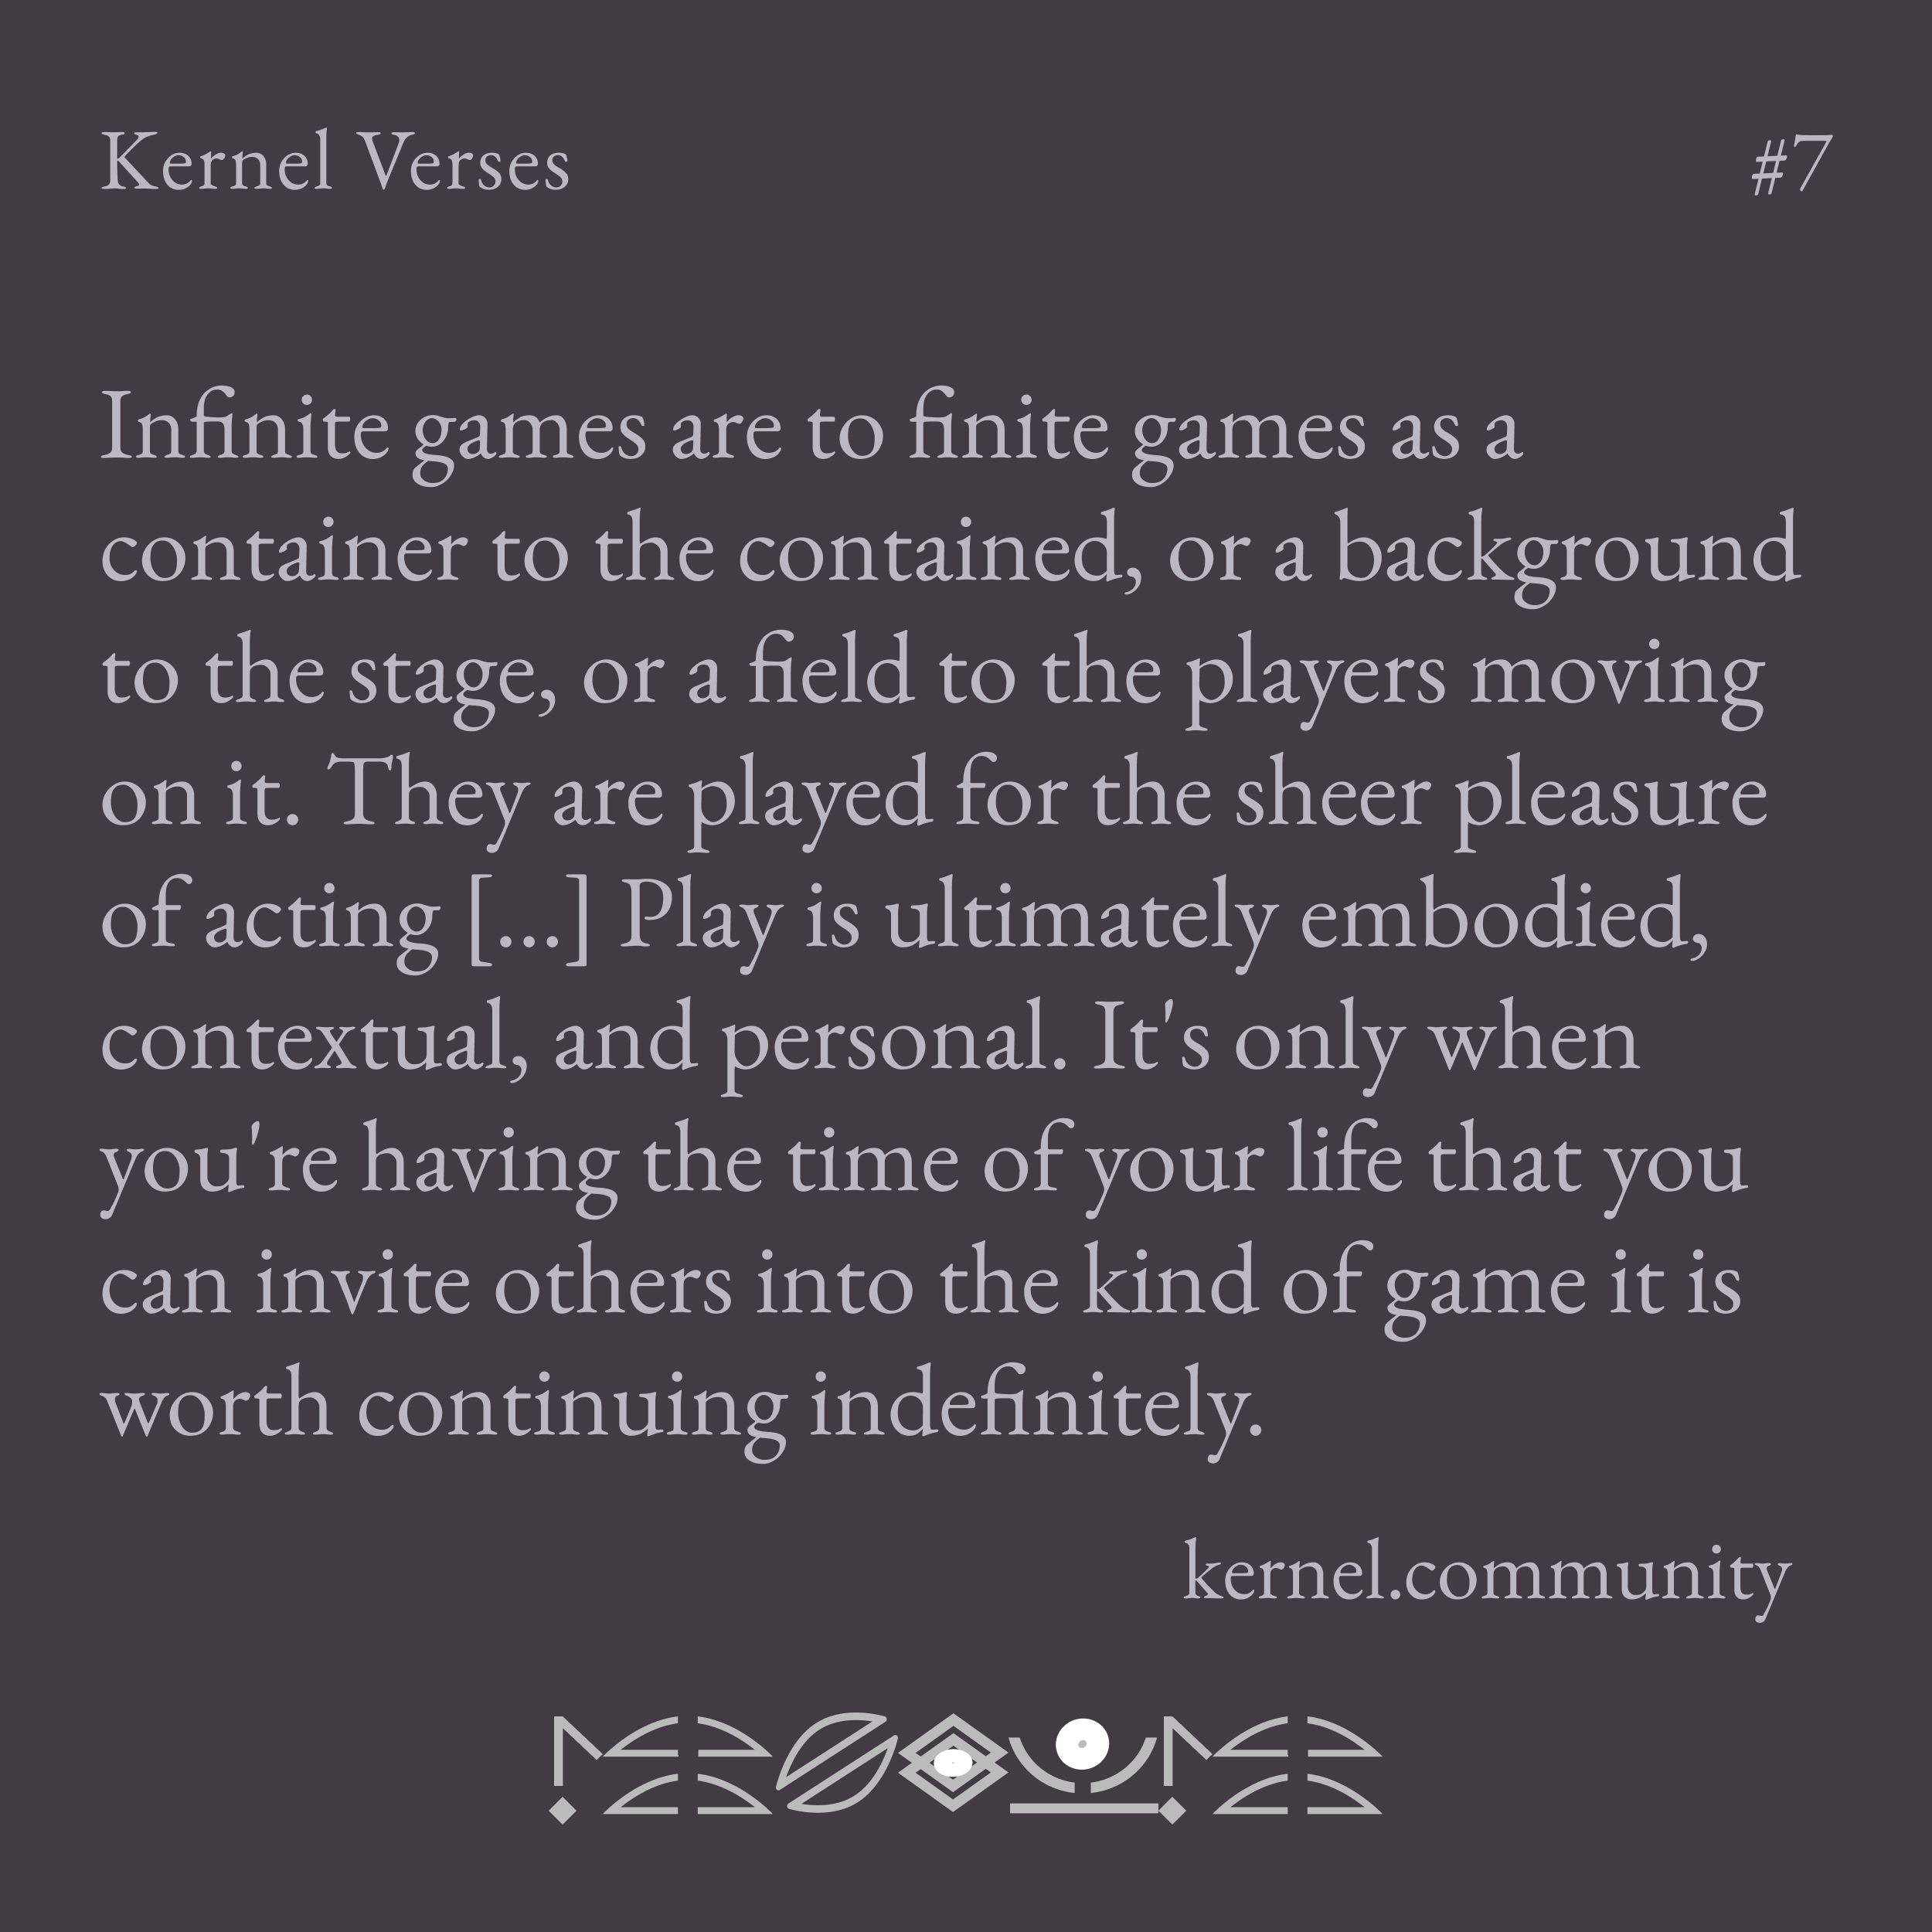 Kernel Verses
#7
Infinite games are to finite games as a
container to the contained, or a background
to the stage, or a field to the players moving
on it. They are played for the sheer pleasure
of acting [...] Play is ultimately embodied,
contextual, and personal. It's only when
you're having the time of your life that you
can invite others into the kind of game it is
worth continuing indefinitely.
kernel.community